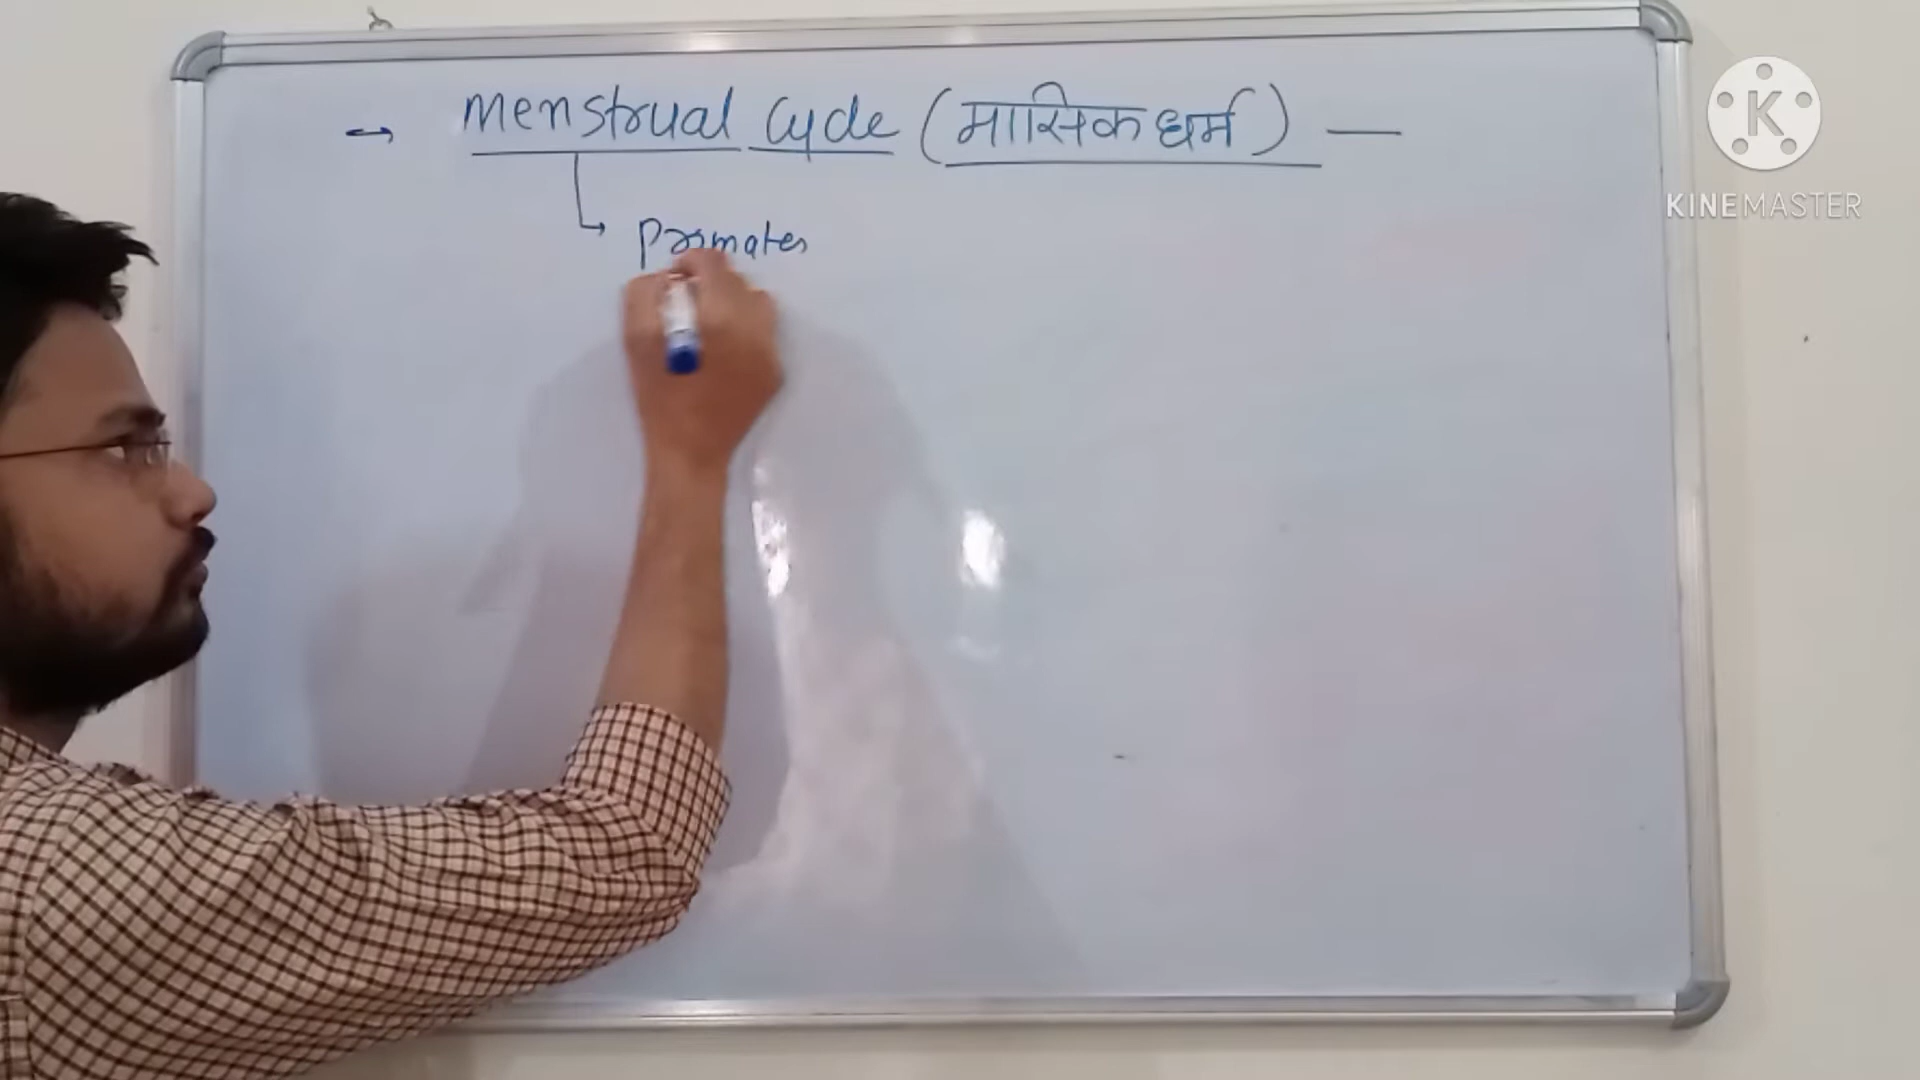 → Menstrual Cycle (मासिक धर्म) —
Primates
K
KINEMASTER